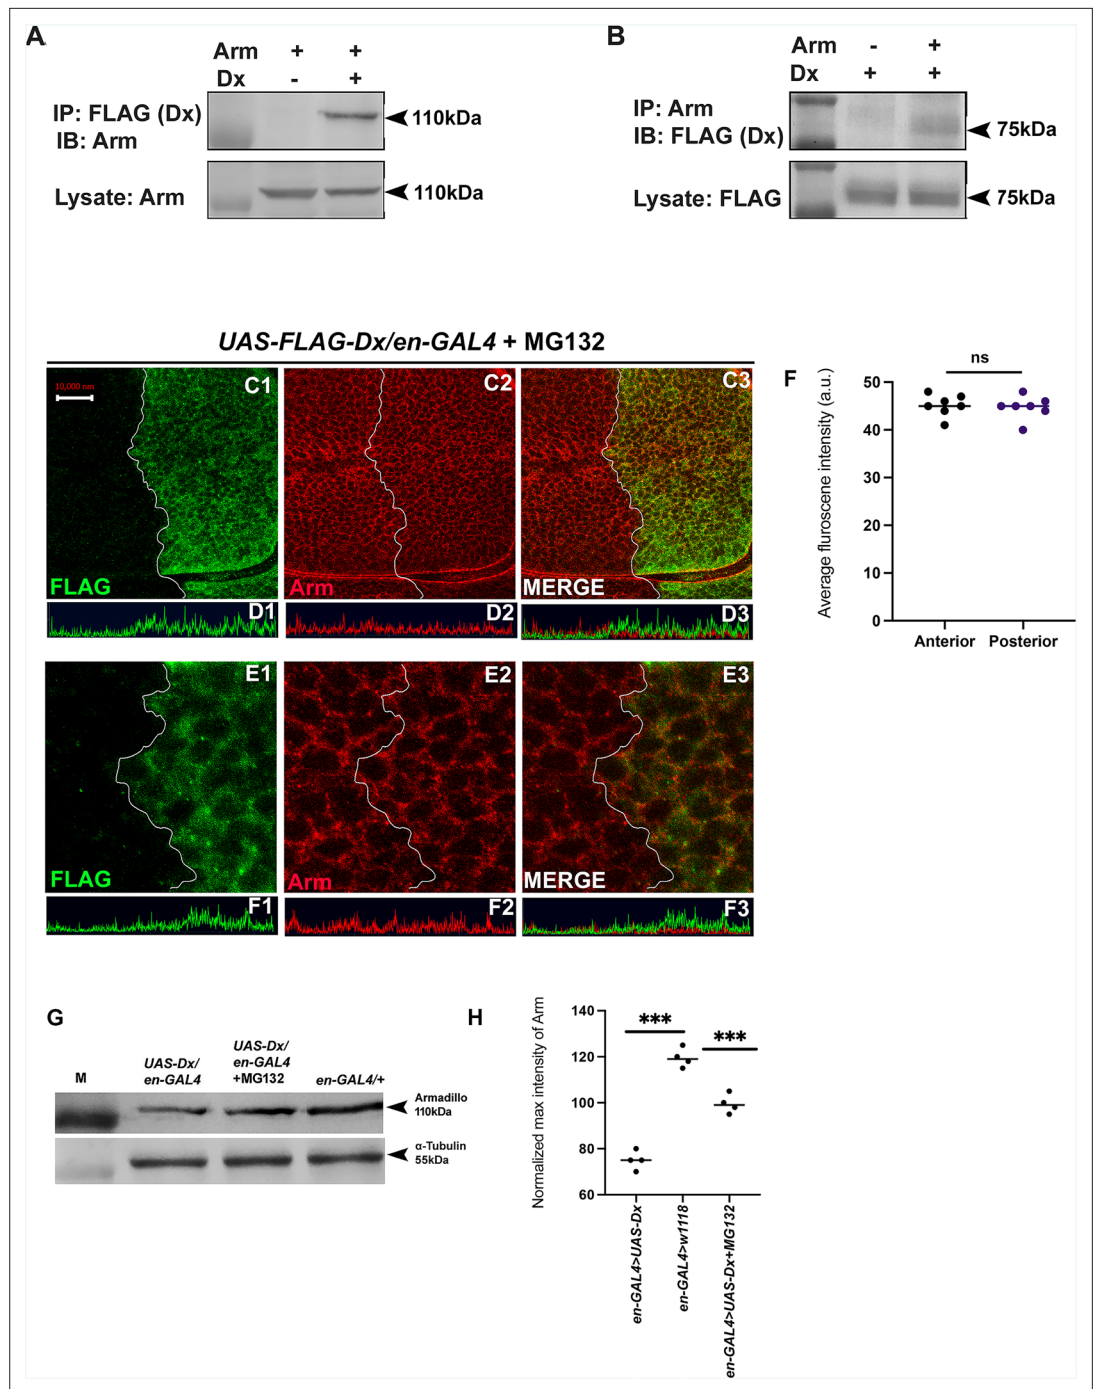 A
Arm + +
Dx - +
IP: FLAG (Dx)
IB: Arm
110kDa
Lysate: Arm
110kDa
B
Arm - +
Dx + +
IP: Arm
IB: FLAG (Dx)
75kDa
Lysate: FLAG
75kDa
UAS-FLAG-Dx/en-GAL4 + MG132
10,000 nm
C1
FLAG
C2
Arm
C3
MERGE
D1
D2
D3
E1
FLAG
E2
Arm
E3
MERGE
F1
F2
F3
F
ns
Average fluroscene intensity (a.u.)
50
40
30
20
10
0
Anterior Posterior
G
M
UAS-Dx/
en-GAL4
UAS-Dx/
en-GAL4
+MG132
en-GAL4/+
Armadillo
110kDa
α-Tubulin
55kDa
H
Normalized max intensity of Arm
140
120
100
80
60
*** ***
en-GAL4>UAS-Dx
en-GAL4>w1118
en-GAL4>UAS-Dx+MG132